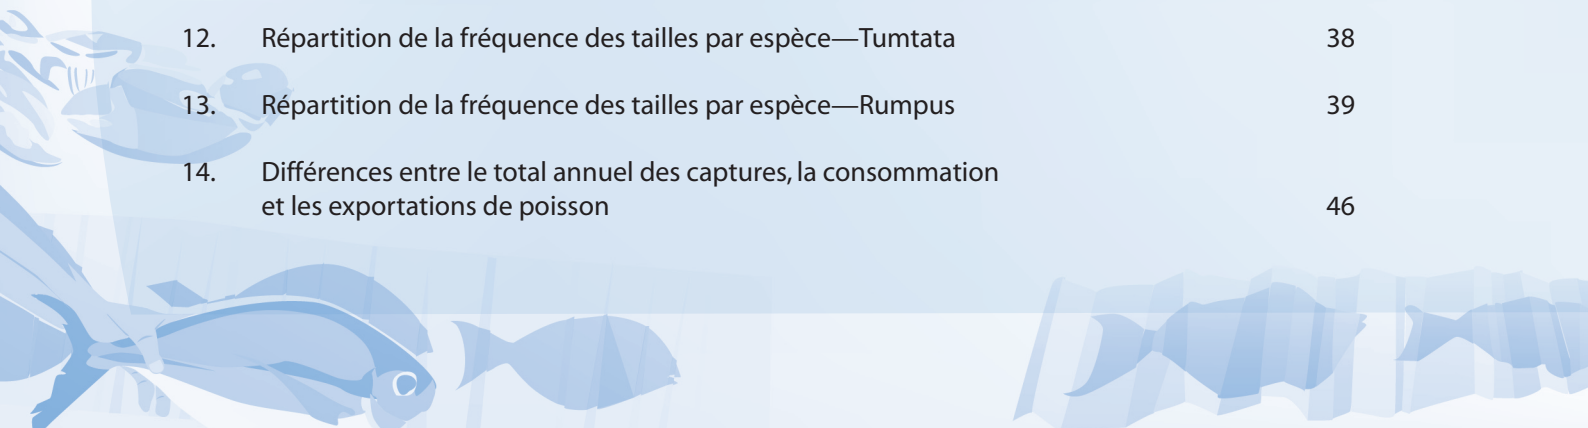 12. Répartition de la fréquence des tailles par espèce—Tumtata 38
13. Répartition de la fréquence des tailles par espèce—Rumpus 39
14. Différences entre le total annuel des captures, la consommation
et les exportations de poisson 46